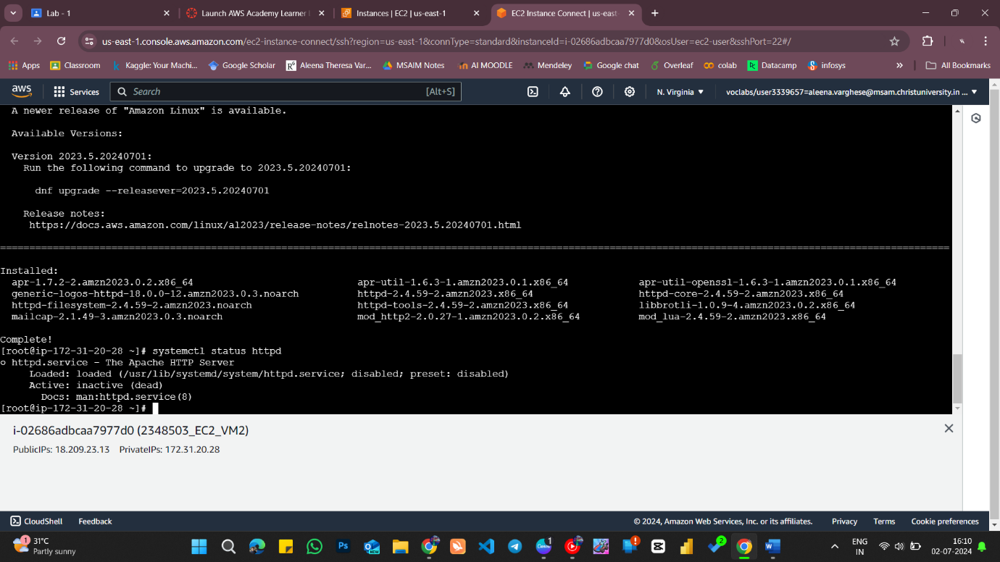 Lab - 1
Launch AWS Academy Learner
Instances | EC2 | us-east-1
EC2 Instance Connect | us-east
us-east-1.console.aws.amazon.com/ec2-instance-connect/ssh?region=us-east-1&connType=standard&instanceId=i-02686adbcaa7977d0&osUser=ec2-user&sshPort=22#/
Apps Classroom Kaggle: Your Machi... Google Scholar Aleena Theresa Var... MSAIM Notes AI MOODLE Mendeley Google chat Overleaf colab Datacamp infosys » All Bookmarks
aws Services Search [Alt+S] N. Virginia voclabs/user3339657=aleena.varghese@msam.christuniversity.in ...
A newer release of "Amazon Linux" is available.
Available Versions:
Version 2023.5.20240701:
Run the following command to upgrade to 2023.5.20240701:
dnf upgrade --releasever=2023.5.20240701
Release notes:
https://docs.aws.amazon.com/linux/al2023/release-notes/relnotes-2023.5.20240701.html
Installed:
apr-1.7.2-2.amzn2023.0.2.x86_64 apr-util-1.6.3-1.amzn2023.0.1.x86_64 apr-util-openssl-1.6.3-1.amzn2023.0.1.x86_64
generic-logos-httpd-18.0.0-12.amzn2023.0.3.noarch httpd-2.4.59-2.amzn2023.x86_64 httpd-core-2.4.59-2.amzn2023.x86_64
httpd-filesystem-2.4.59-2.amzn2023.noarch httpd-tools-2.4.59-2.amzn2023.x86_64 libbrotli-1.0.9-4.amzn2023.0.2.x86_64
mailcap-2.1.49-3.amzn2023.0.3.noarch mod_http2-2.0.27-1.amzn2023.0.2.x86_64 mod_lua-2.4.59-2.amzn2023.x86_64
Complete!
[root@ip-172-31-20-28 ~]# systemctl status httpd
○ httpd.service - The Apache HTTP Server
Loaded: loaded (/usr/lib/systemd/system/httpd.service; disabled; preset: disabled)
Active: inactive (dead)
Docs: man:httpd.service(8)
[root@ip-172-31-20-28 ~]#
i-02686adbcaa7977d0 (2348503_EC2_VM2)
PublicIPs: 18.209.23.13 PrivateIPs: 172.31.20.28
CloudShell Feedback © 2024, Amazon Web Services, Inc. or its affiliates. Privacy Terms Cookie preferences
31°C
Partly sunny
ENG
IN
16:10
02-07-2024